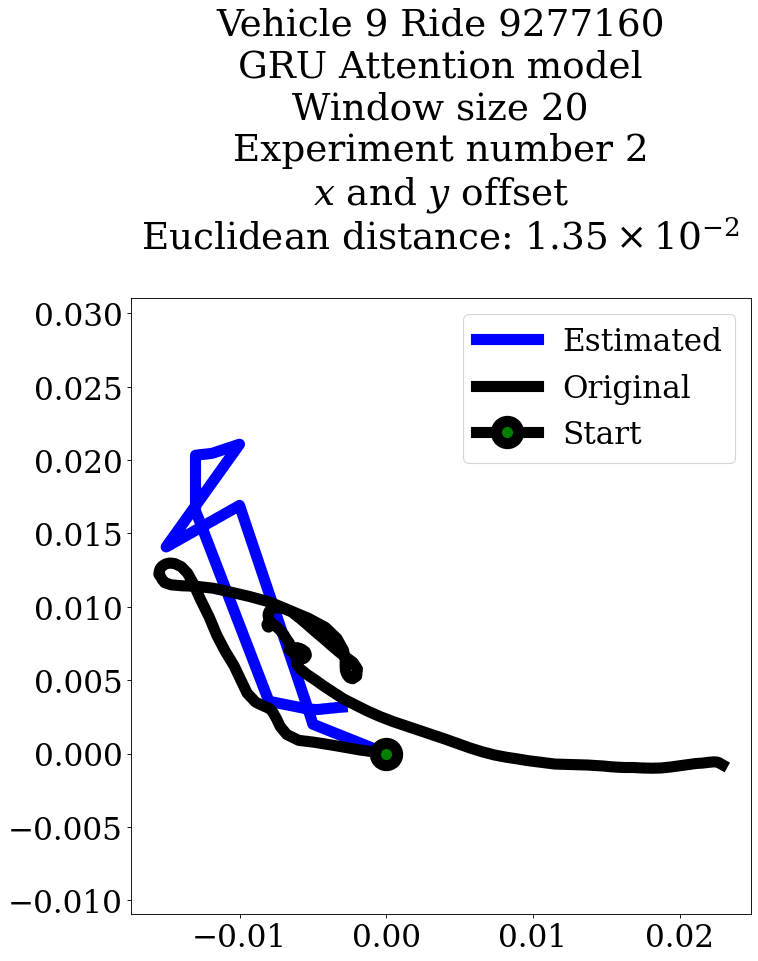 Vehicle 9 Ride 9277160
GRU Attention model
Window size 20
Experiment number 2
x and y offset
Euclidean distance: 1.35 × 10⁻²
0.030
0.025
0.020
0.015
0.010
0.005
0.000
−0.005
−0.010
Estimated
Original
Start
−0.01 0.00 0.01 0.02